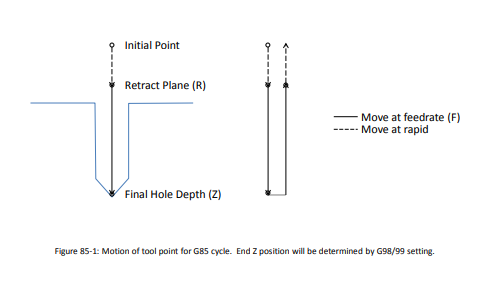 Initial Point
Retract Plane (R)
Move at feedrate (F)
Move at rapid
Final Hole Depth (Z)
Figure 85-1: Motion of tool point for G85 cycle.  End Z position will be determined by G98/99 setting.